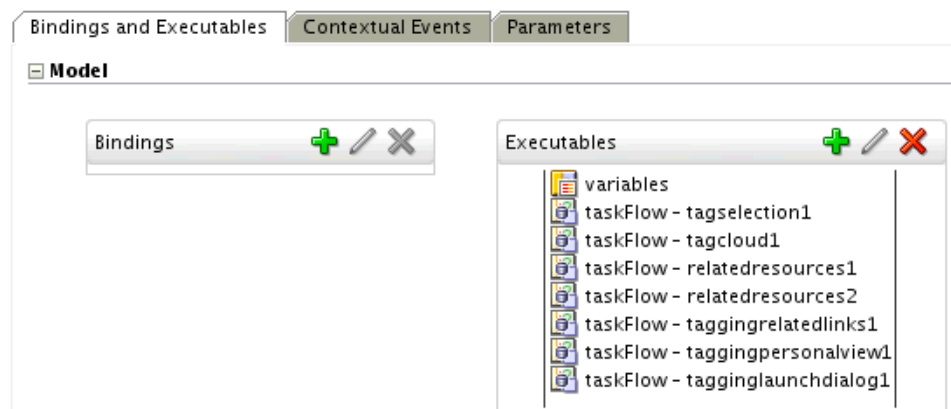 Bindings and Executables Contextual Events Parameters
Model
Bindings Executables
variables
taskFlow - tagselection1
taskFlow - tagcloud1
taskFlow - relatedresources1
taskFlow - relatedresources2
taskFlow - taggingrelatedlinks1
taskFlow - taggingpersonalview1
taskFlow - tagginglaunchdialog1